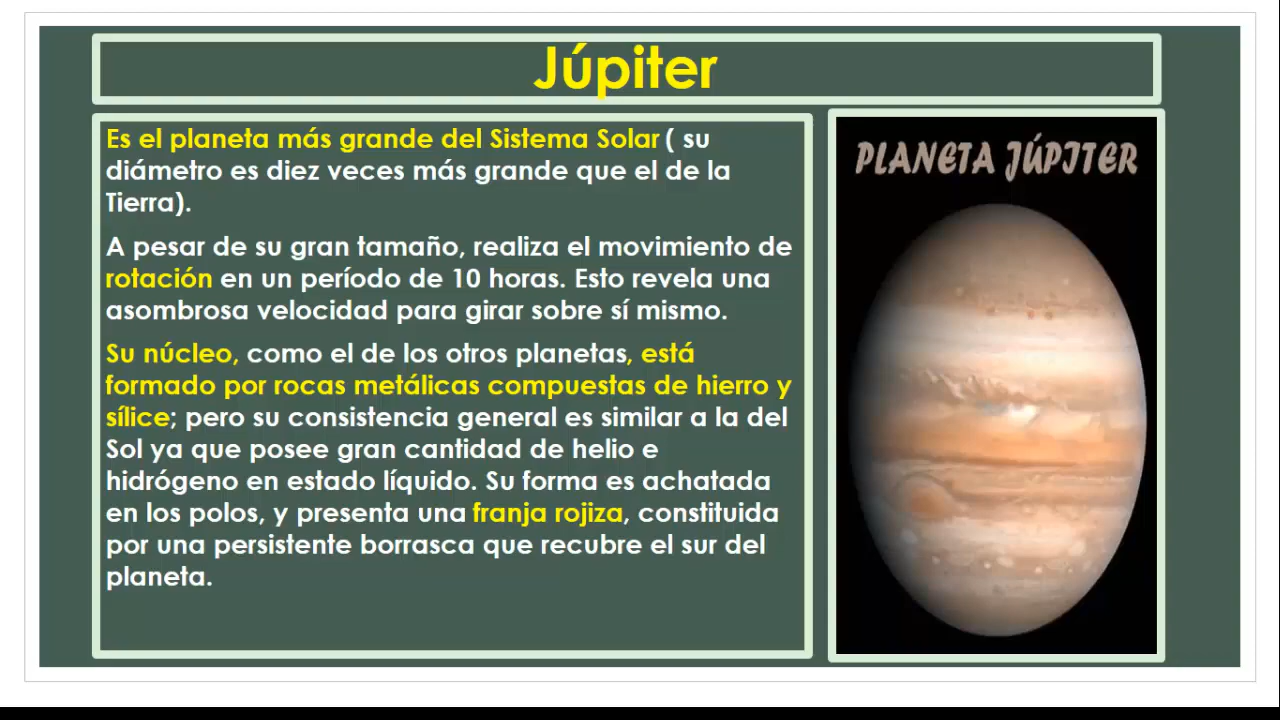 Júpiter
Es el planeta más grande del Sistema Solar ( su
diámetro es diez veces más grande que el de la
Tierra).
A pesar de su gran tamaño, realiza el movimiento de
rotación en un período de 10 horas. Esto revela una
asombrosa velocidad para girar sobre sí mismo.
Su núcleo, como el de los otros planetas, está
formado por rocas metálicas compuestas de hierro y
sílice; pero su consistencia general es similar a la del
Sol ya que posee gran cantidad de helio e
hidrógeno en estado líquido. Su forma es achatada
en los polos, y presenta una franja rojiza, constituida
por una persistente borrasca que recubre el sur del
planeta.
PLANETA JÚPITER